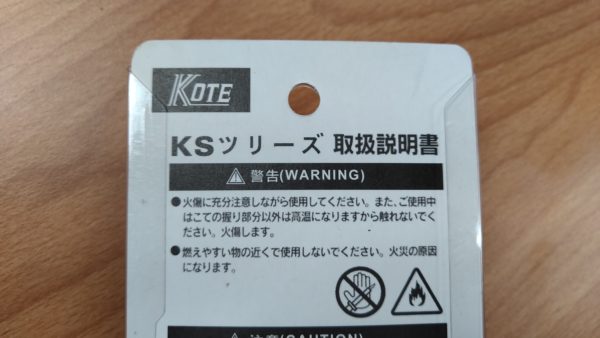 KOTE
KSツリーズ 取扱説明書
警告(WARNING)
●火傷に充分注意しながら使用してください。また、ご使用中
はこての握り部分以外は高温になりますから触れないでく
ださい。火傷します。
●燃えやすい物の近くで使用しないでください。火災の原因
になります。
注意(CAUTION)